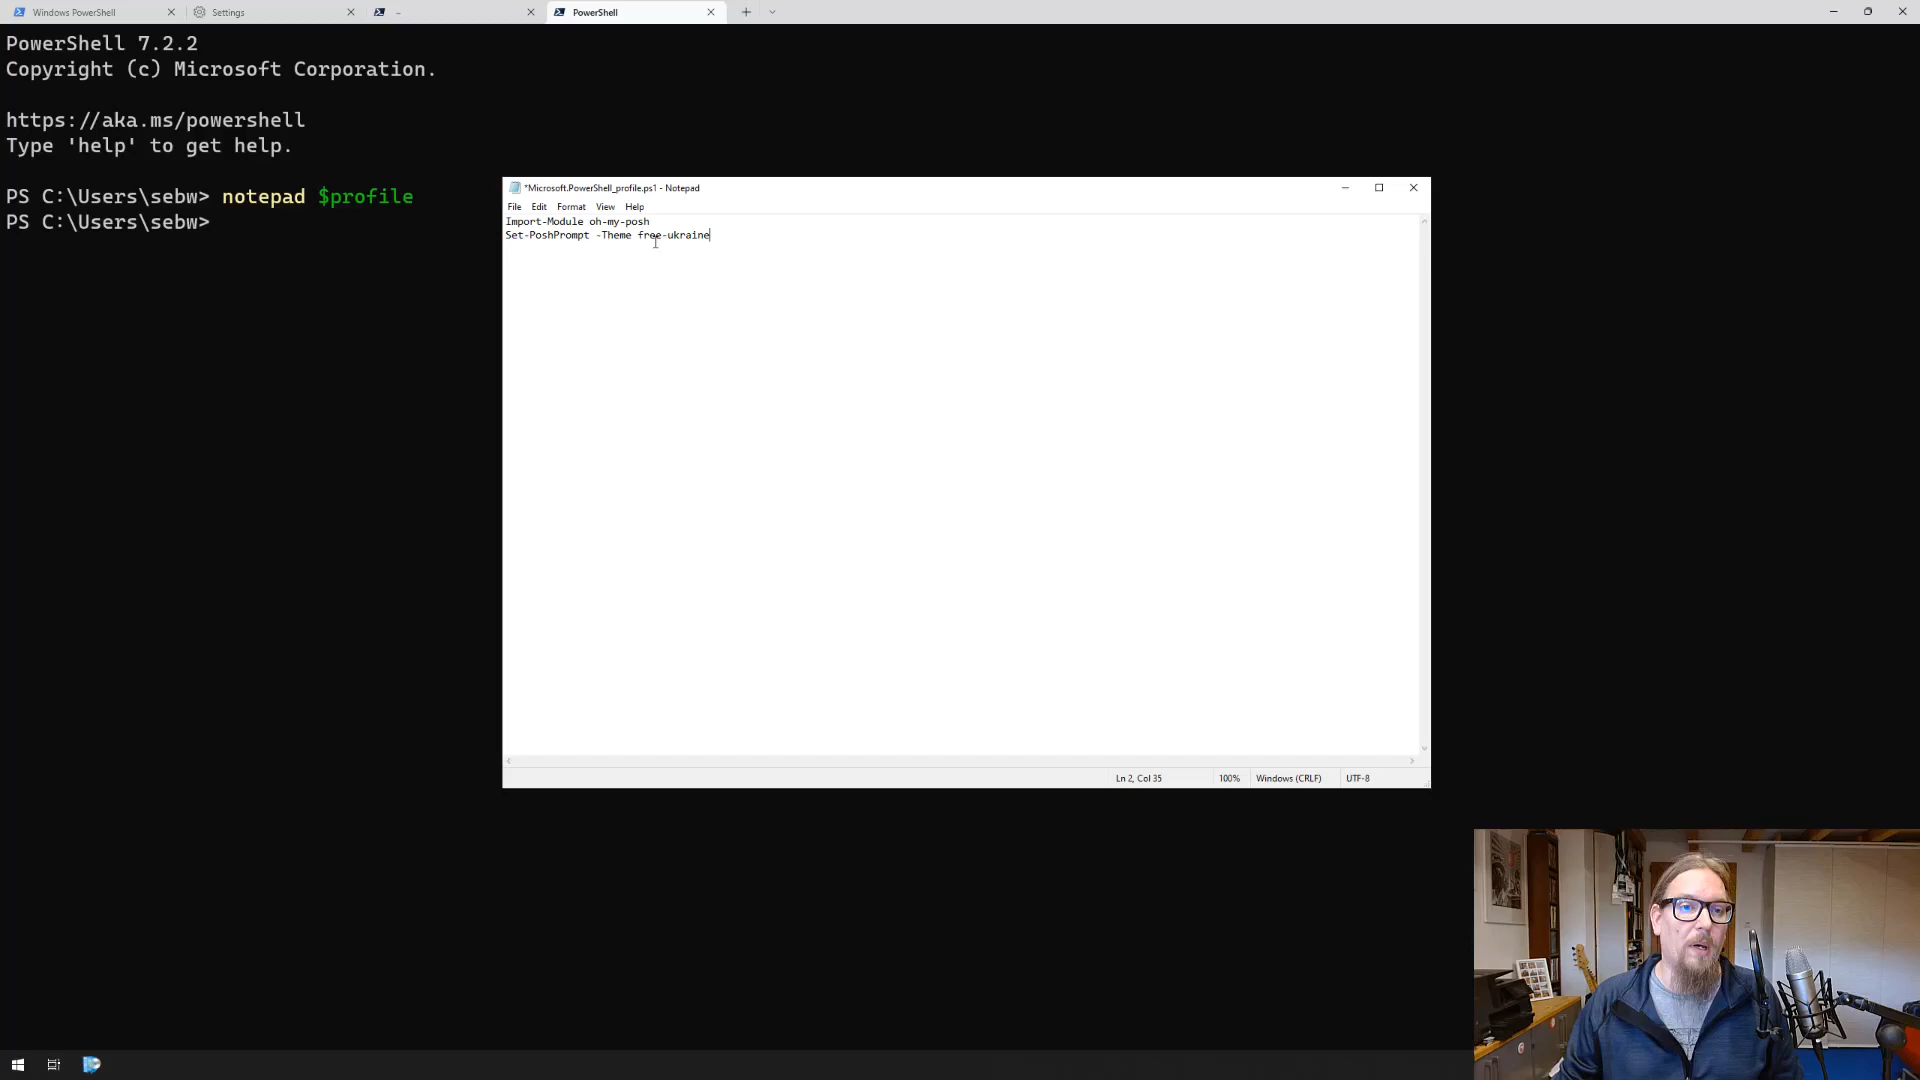 Windows PowerShell
Settings
~
PowerShell
PowerShell 7.2.2
Copyright (c) Microsoft Corporation.
https://aka.ms/powershell
Type 'help' to get help.
PS C:\Users\sebw> notepad $profile
PS C:\Users\sebw>
*Microsoft.PowerShell_profile.ps1 - Notepad
File Edit Format View Help
Import-Module oh-my-posh
Set-PoshPrompt -Theme free-ukraine
Ln 2, Col 35
100%
Windows (CRLF)
UTF-8